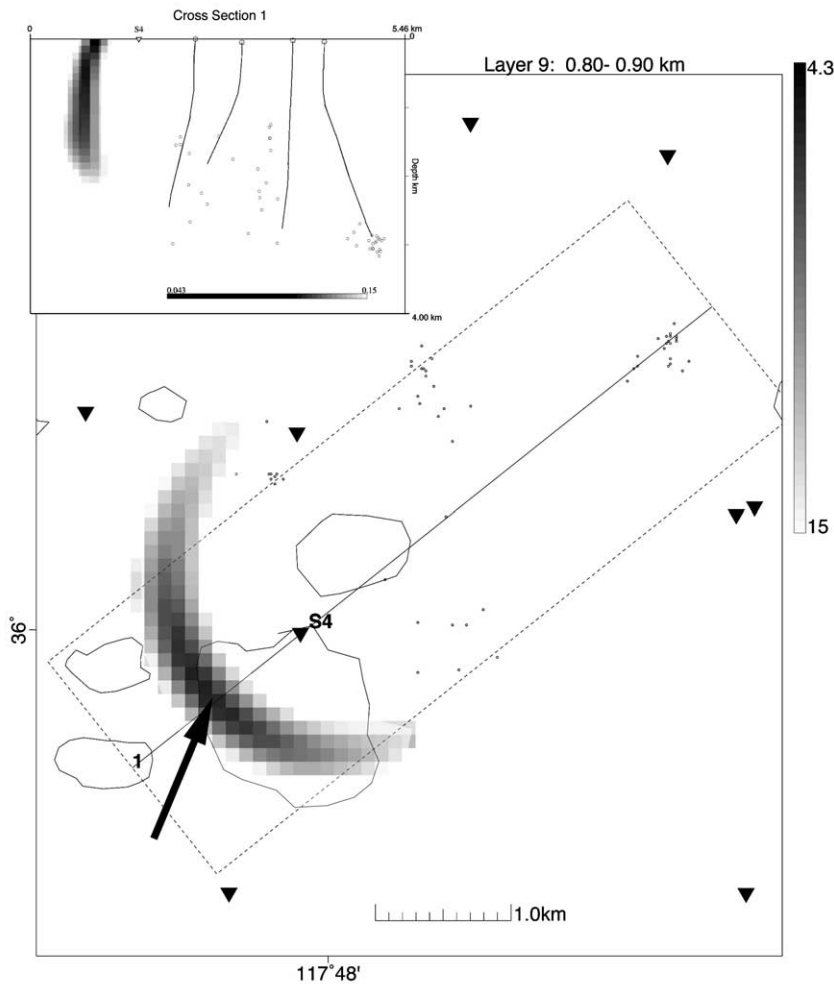 Cross Section 1
0
S4
5.46 km
0
Depth km
0.043
0.15
4.00 km
Layer 9: 0.80- 0.90 km
4.3
15
36°
S4
1
1.0km
117°48'